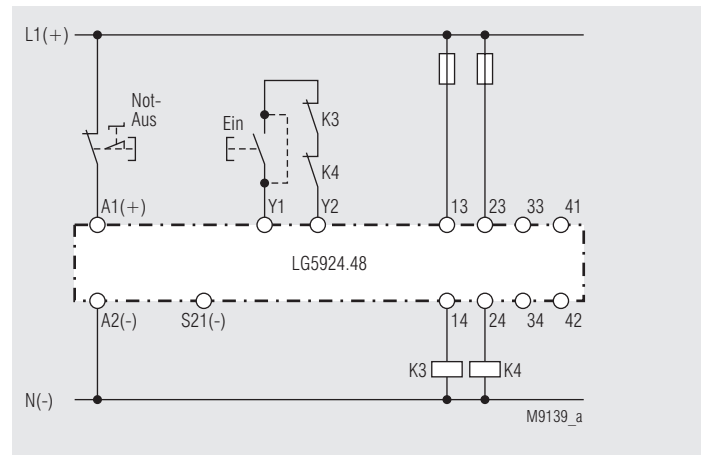 L1(+)
Not-
Aus
Ein
K3
K4
A1(+)
Y1
Y2
13
23
33
41
LG5924.48
A2(-)
S21(-)
14
24
34
42
K3
K4
N(-)
M9139_a